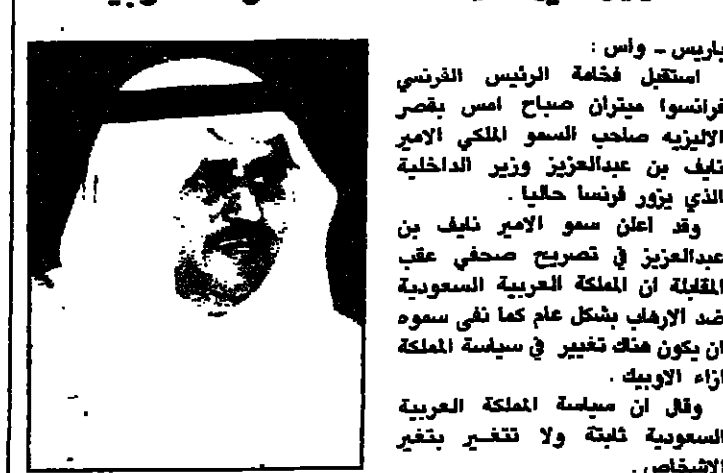 باريس - واس :
استقبل فخامة الرئيس الفرنسي
فرانسوا ميتران صباح امس بقصر
الاليزيه صاحب السمو الملكي الامير
نايف بن عبدالعزيز وزير الداخلية
الذي يزور فرنسا حاليا .
وقد اعلن سمو الامير نايف بن
عبدالعزيز في تصريح صحفي عقب
المقابلة ان المملكة العربية السعودية
ضد الارهاب بشكل عام كما نفى سموه
ان يكون هناك تغيير في سياسة المملكة
ازاء الاوبيك .
وقال ان سياسة المملكة العربية
السعودية ثابتة ولا تتغير بتغير
الاشخاص .